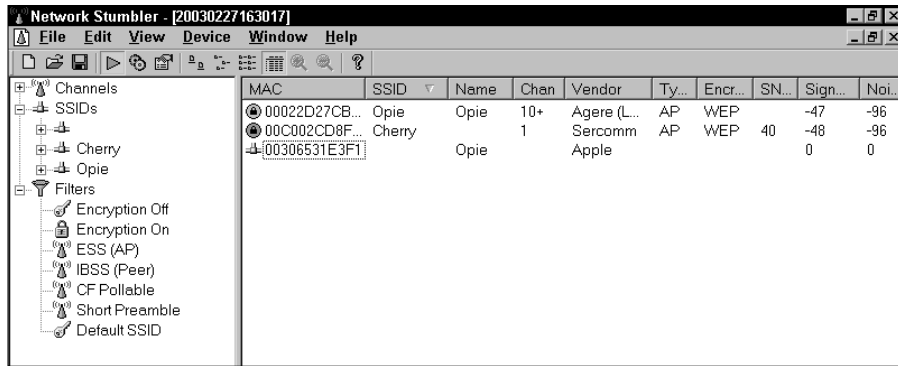 Network Stumbler - [20030227163017]
File Edit View Device Window Help
Channels
SSIDs
Cherry
Opie
Filters
Encryption Off
Encryption On
ESS (AP)
IBSS (Peer)
CF Pollable
Short Preamble
Default SSID
MAC SSID Name Chan Vendor Ty... Encr... SN... Sign... Noi..
00022D27CB... Opie Opie 10+ Agere (L... AP WEP -47 -96
00C002CD8F... Cherry 1 Sercomm AP WEP 40 -48 -96
00306531E3F1 Opie Apple 0 0